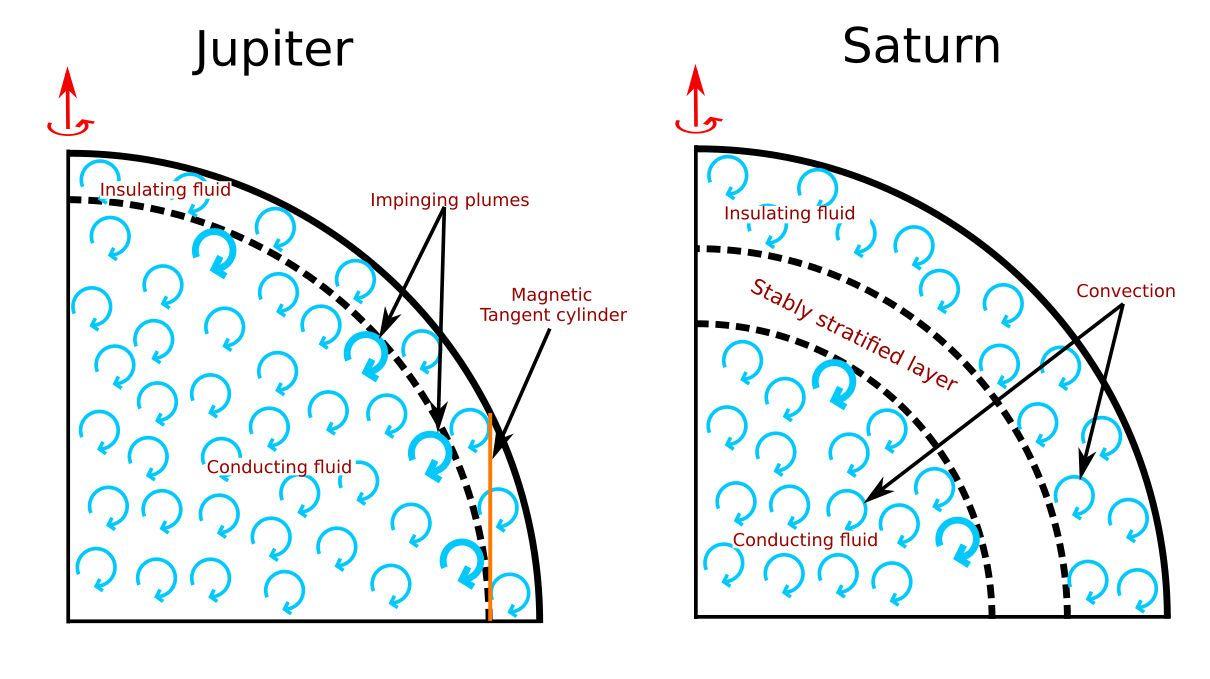 Jupiter
Saturn
Insulating fluid
Impinging plumes
Magnetic
Tangent cylinder
Conducting fluid
Insulating fluid
Stably stratified layer
Convection
Conducting fluid